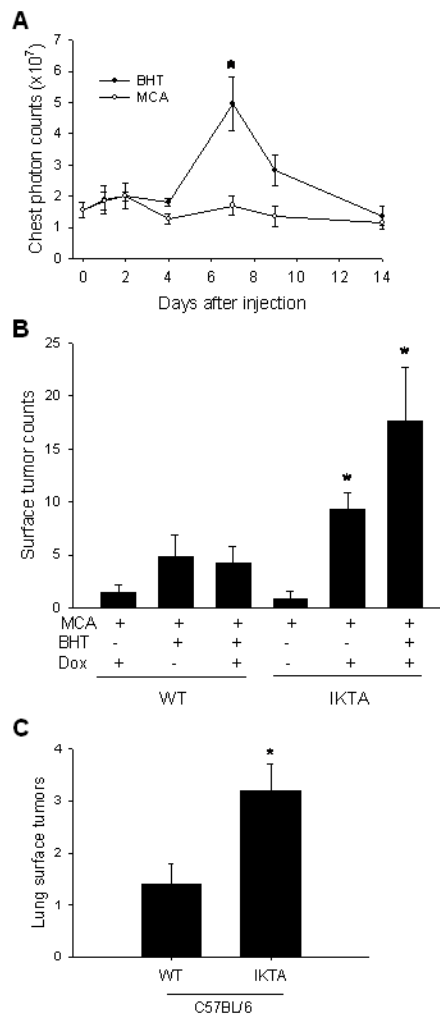 A
Chest photon counts (x10⁷)
7
6
5
4
3
2
1
0
BHT
MCA
*
0 2 4 6 8 10 12 14
Days after injection
B
Surface tumor counts
25
20
15
10
5
0
*
*
MCA + + + + + +
BHT - + + - - +
Dox + - + - + +
WT IKTA
C
Lung surface tumors
4
3
2
1
0
*
WT IKTA
C57BL/6